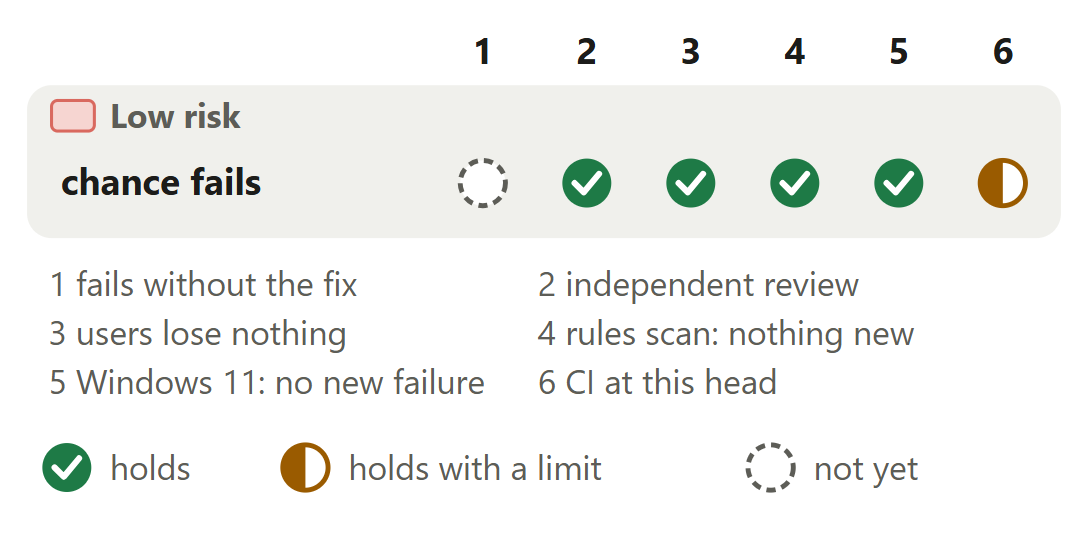 1 2 3 4 5 6
Low risk
chance fails
1 fails without the fix 2 independent review
3 users lose nothing 4 rules scan: nothing new
5 Windows 11: no new failure 6 CI at this head
holds holds with a limit not yet